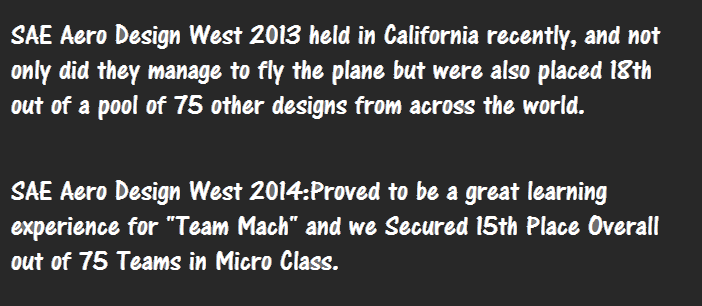 SAE Aero Design West 2013 held in California recently, and not
only did they manage to fly the plane but were also placed 18th
out of a pool of 75 other designs from across the world.
SAE Aero Design West 2014:Proved to be a great learning
experience for "Team Mach" and we Secured 15th Place Overall
out of 75 Teams in Micro Class.